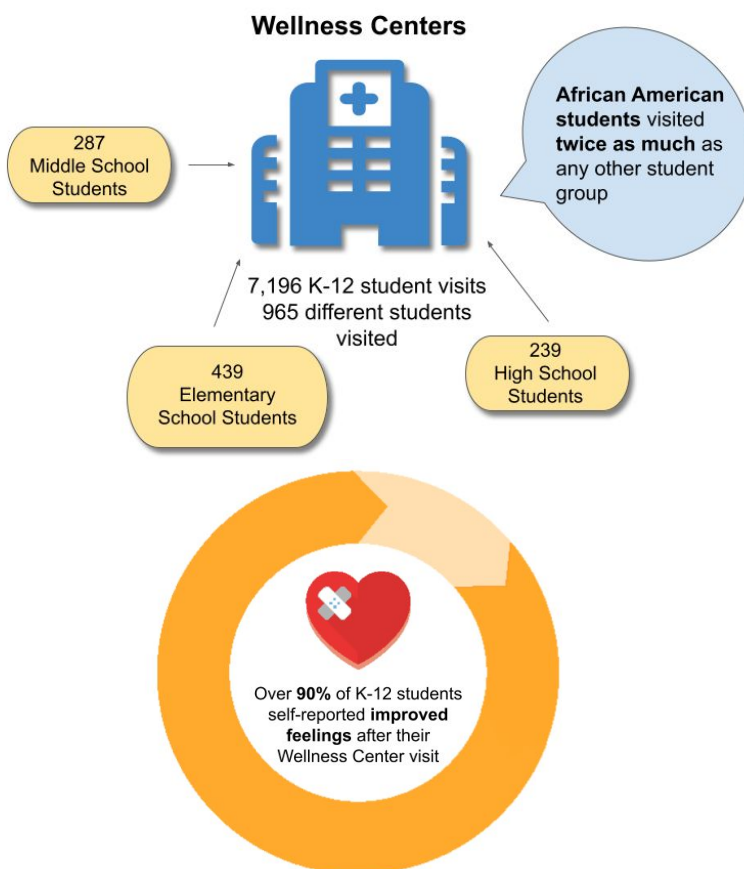 Wellness Centers
African American
students visited
twice as much as
any other student
group
287
Middle School
Students
7,196 K-12 student visits
965 different students
visited
439
Elementary
School Students
239
High School
Students
Over 90% of K-12 students
self-reported improved
feelings after their
Wellness Center visit